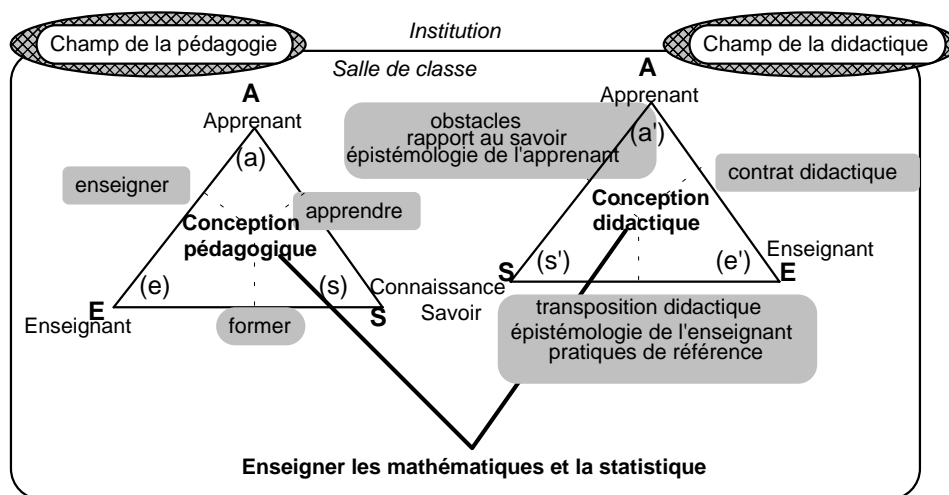 Champ de la pédagogie
Institution
Champ de la didactique
Salle de classe
A
Apprenant
(a)
enseigner
apprendre
Conception
pédagogique
(e)
(s)
E
Enseignant
former
S
Connaissance
Savoir
A
Apprenant
(a')
obstacles
rapport au savoir
épistémologie de l'apprenant
contrat didactique
Conception
didactique
S
(s')
(e')
Enseignant
E
transposition didactique
épistémologie de l'enseignant
pratiques de référence
Enseigner les mathématiques et la statistique